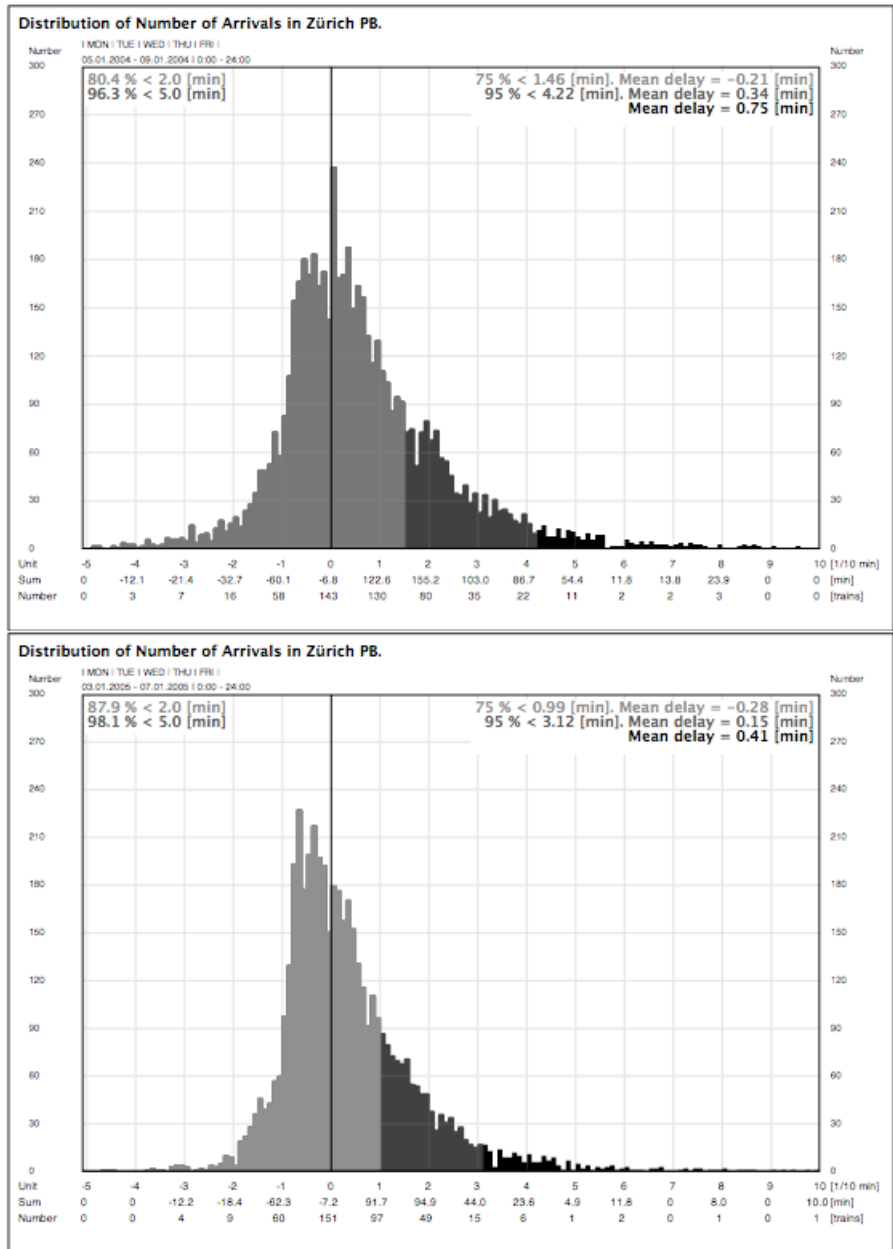 Distribution of Number of Arrivals in Zürich PB.
Number | MON | TUE | WED | THU | FRI | Number
05.01.2004 - 09.01.2004 | 0:00 - 24:00
300 300
80.4 % < 2.0 [min] 75 % < 1.46 [min]. Mean delay = −0.21 [min]
96.3 % < 5.0 [min] 95 % < 4.22 [min]. Mean delay = 0.34 [min]
Mean delay = 0.75 [min]
270 270
240 240
210 210
180 180
150 150
120 120
90 90
60 60
30 30
0 0
Unit -5 -4 -3 -2 -1 0 1 2 3 4 5 6 7 8 9 10 [1/10 min]
Sum 0 -12.1 -21.4 -32.7 -60.1 -6.8 122.6 155.2 103.0 86.7 54.4 11.8 13.8 23.9 0 0 [min]
Number 0 3 7 16 58 143 130 80 35 22 11 2 2 3 0 0 [trains]
Distribution of Number of Arrivals in Zürich PB.
Number | MON | TUE | WED | THU | FRI | Number
03.01.2005 - 07.01.2005 | 0:00 - 24:00
300 300
87.9 % < 2.0 [min] 75 % < 0.99 [min]. Mean delay = −0.28 [min]
98.1 % < 5.0 [min] 95 % < 3.12 [min]. Mean delay = 0.15 [min]
Mean delay = 0.41 [min]
270 270
240 240
210 210
180 180
150 150
120 120
90 90
60 60
30 30
0 0
Unit -5 -4 -3 -2 -1 0 1 2 3 4 5 6 7 8 9 10 [1/10 min]
Sum 0 0 -12.2 -18.4 -62.3 -7.2 91.7 94.9 44.0 23.6 4.9 11.8 0 8.0 0 10.0 [min]
Number 0 0 4 9 60 151 97 49 15 6 1 2 0 1 0 1 [trains]